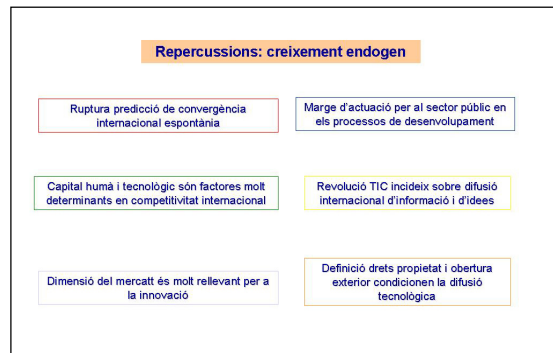 Repercussions: creixement endogen
Ruptura predicció de convergència
internacional espontània
Marge d'actuació per al sector públic en
els processos de desenvolupament
Capital humà i tecnològic són factores molt
determinants en competitivitat internacional
Revolució TIC incideix sobre difusió
internacional d'informació i d'idees
Dimensió del mercatt és molt rellevant per a
la innovació
Definició drets propietat i obertura
exterior condicionen la difusió
tecnològica